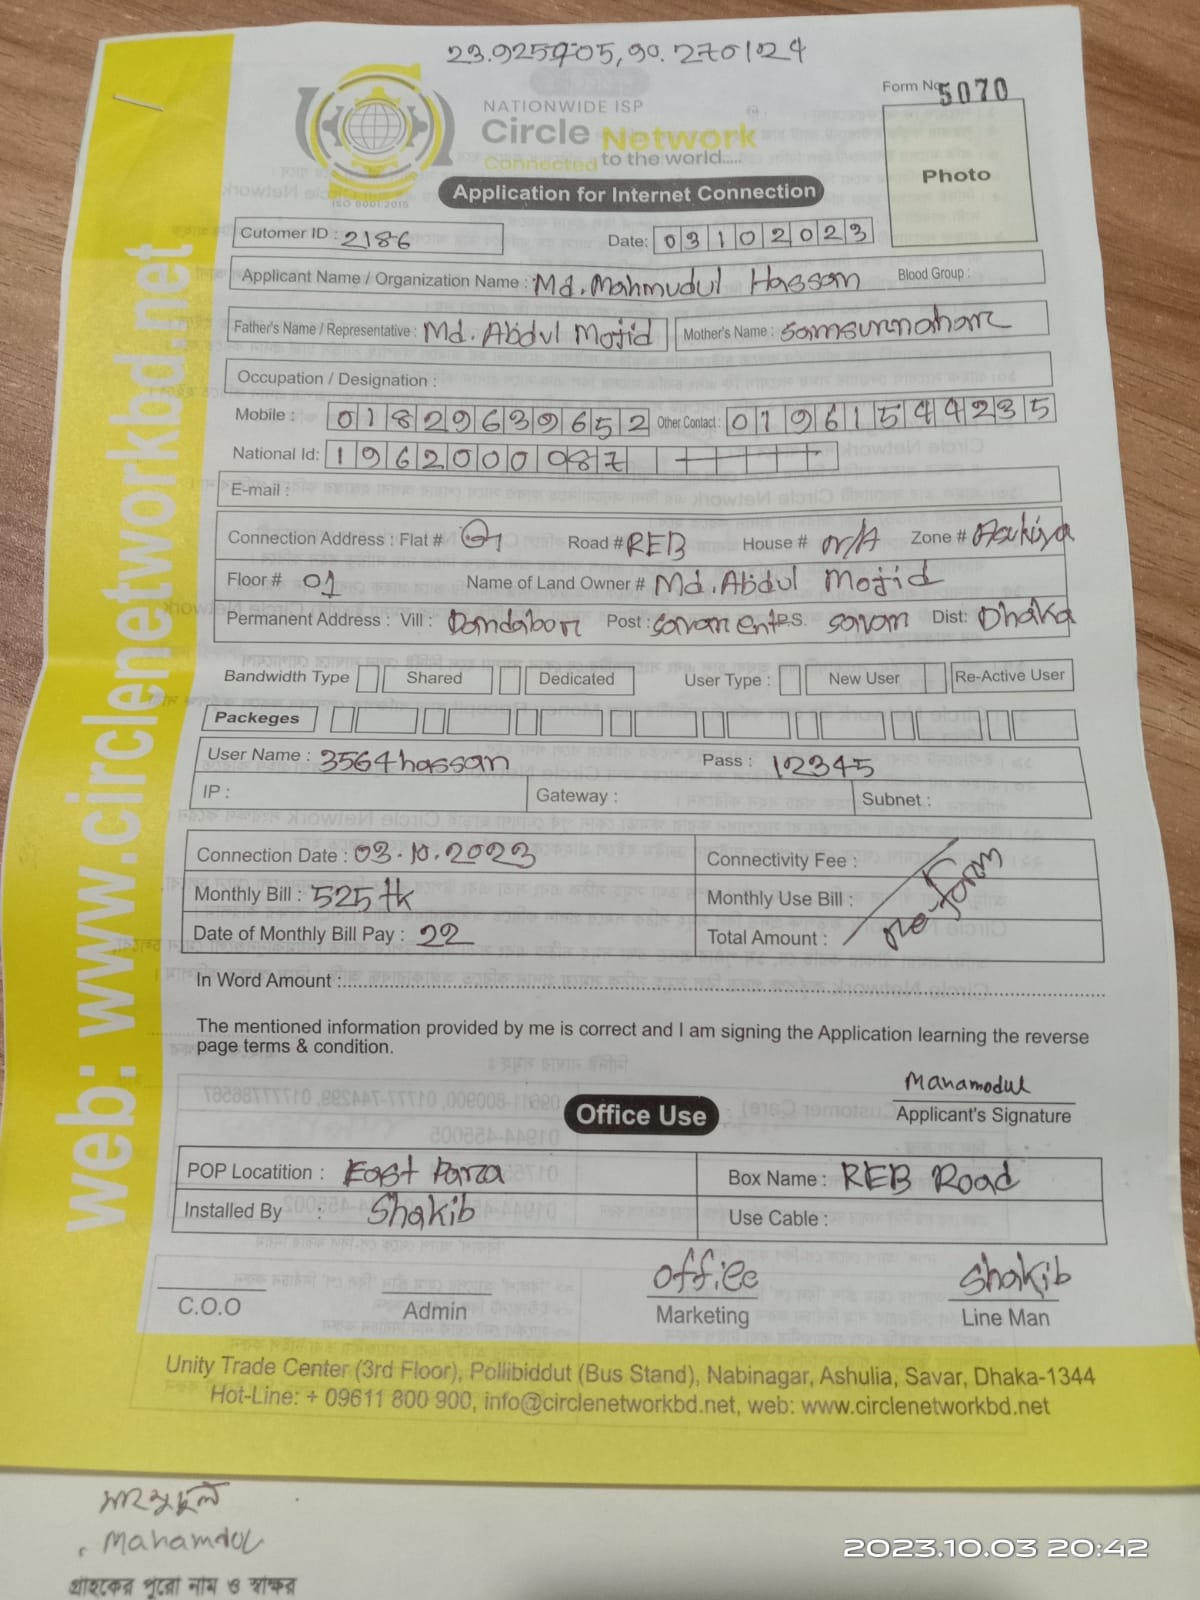 23.925905,90.276124
NATIONWIDE ISP
Circle Network
Connected to the world.....
ISO 9001:2015
Form No 5070
Photo
Application for Internet Connection
Cutomer ID : 2186
Date: 03102023
Applicant Name / Organization Name : Md. Mahmudul Hassan Blood Group :
Father's Name / Representative : Md. Abdul Mojid Mother's Name : Samsunnahar
Occupation / Designation :
Mobile : 01829639652 Other Contact : 01961544235
National Id: 1962000087
E-mail :
Connection Address : Flat # Road # REB House # N/A Zone #
Floor # 01 Name of Land Owner # Md. Abdul Mojid
Permanent Address : Vill : Dendabor Post : savar cent P.S. savar Dist: Dhaka
Bandwidth Type Shared Dedicated User Type : New User Re-Active User
Packeges
User Name : 3564hassan Pass : 12345
IP : Gateway : Subnet :
Connection Date : 03.10.2023 Connectivity Fee :
Monthly Bill : 525 tk Monthly Use Bill : Re-form
Date of Monthly Bill Pay : 22 Total Amount :
In Word Amount :
The mentioned information provided by me is correct and I am signing the Application learning the reverse
page terms & condition.
Mahamodul
Applicant's Signature
Office Use
POP Locatition : East Para Box Name : REB Road
Installed By : Shakib Use Cable :
office Shakib
C.O.O Admin Marketing Line Man
Unity Trade Center (3rd Floor), Pollibiddut (Bus Stand), Nabinagar, Ashulia, Savar, Dhaka-1344
Hot-Line: + 09611 800 900, info@circlenetworkbd.net, web: www.circlenetworkbd.net
web: www.circlenetworkbd.net
মাহমুদুল
Mahamdul
গ্রাহকের পুরো নাম ও স্বাক্ষর
2023.10.03 20:42